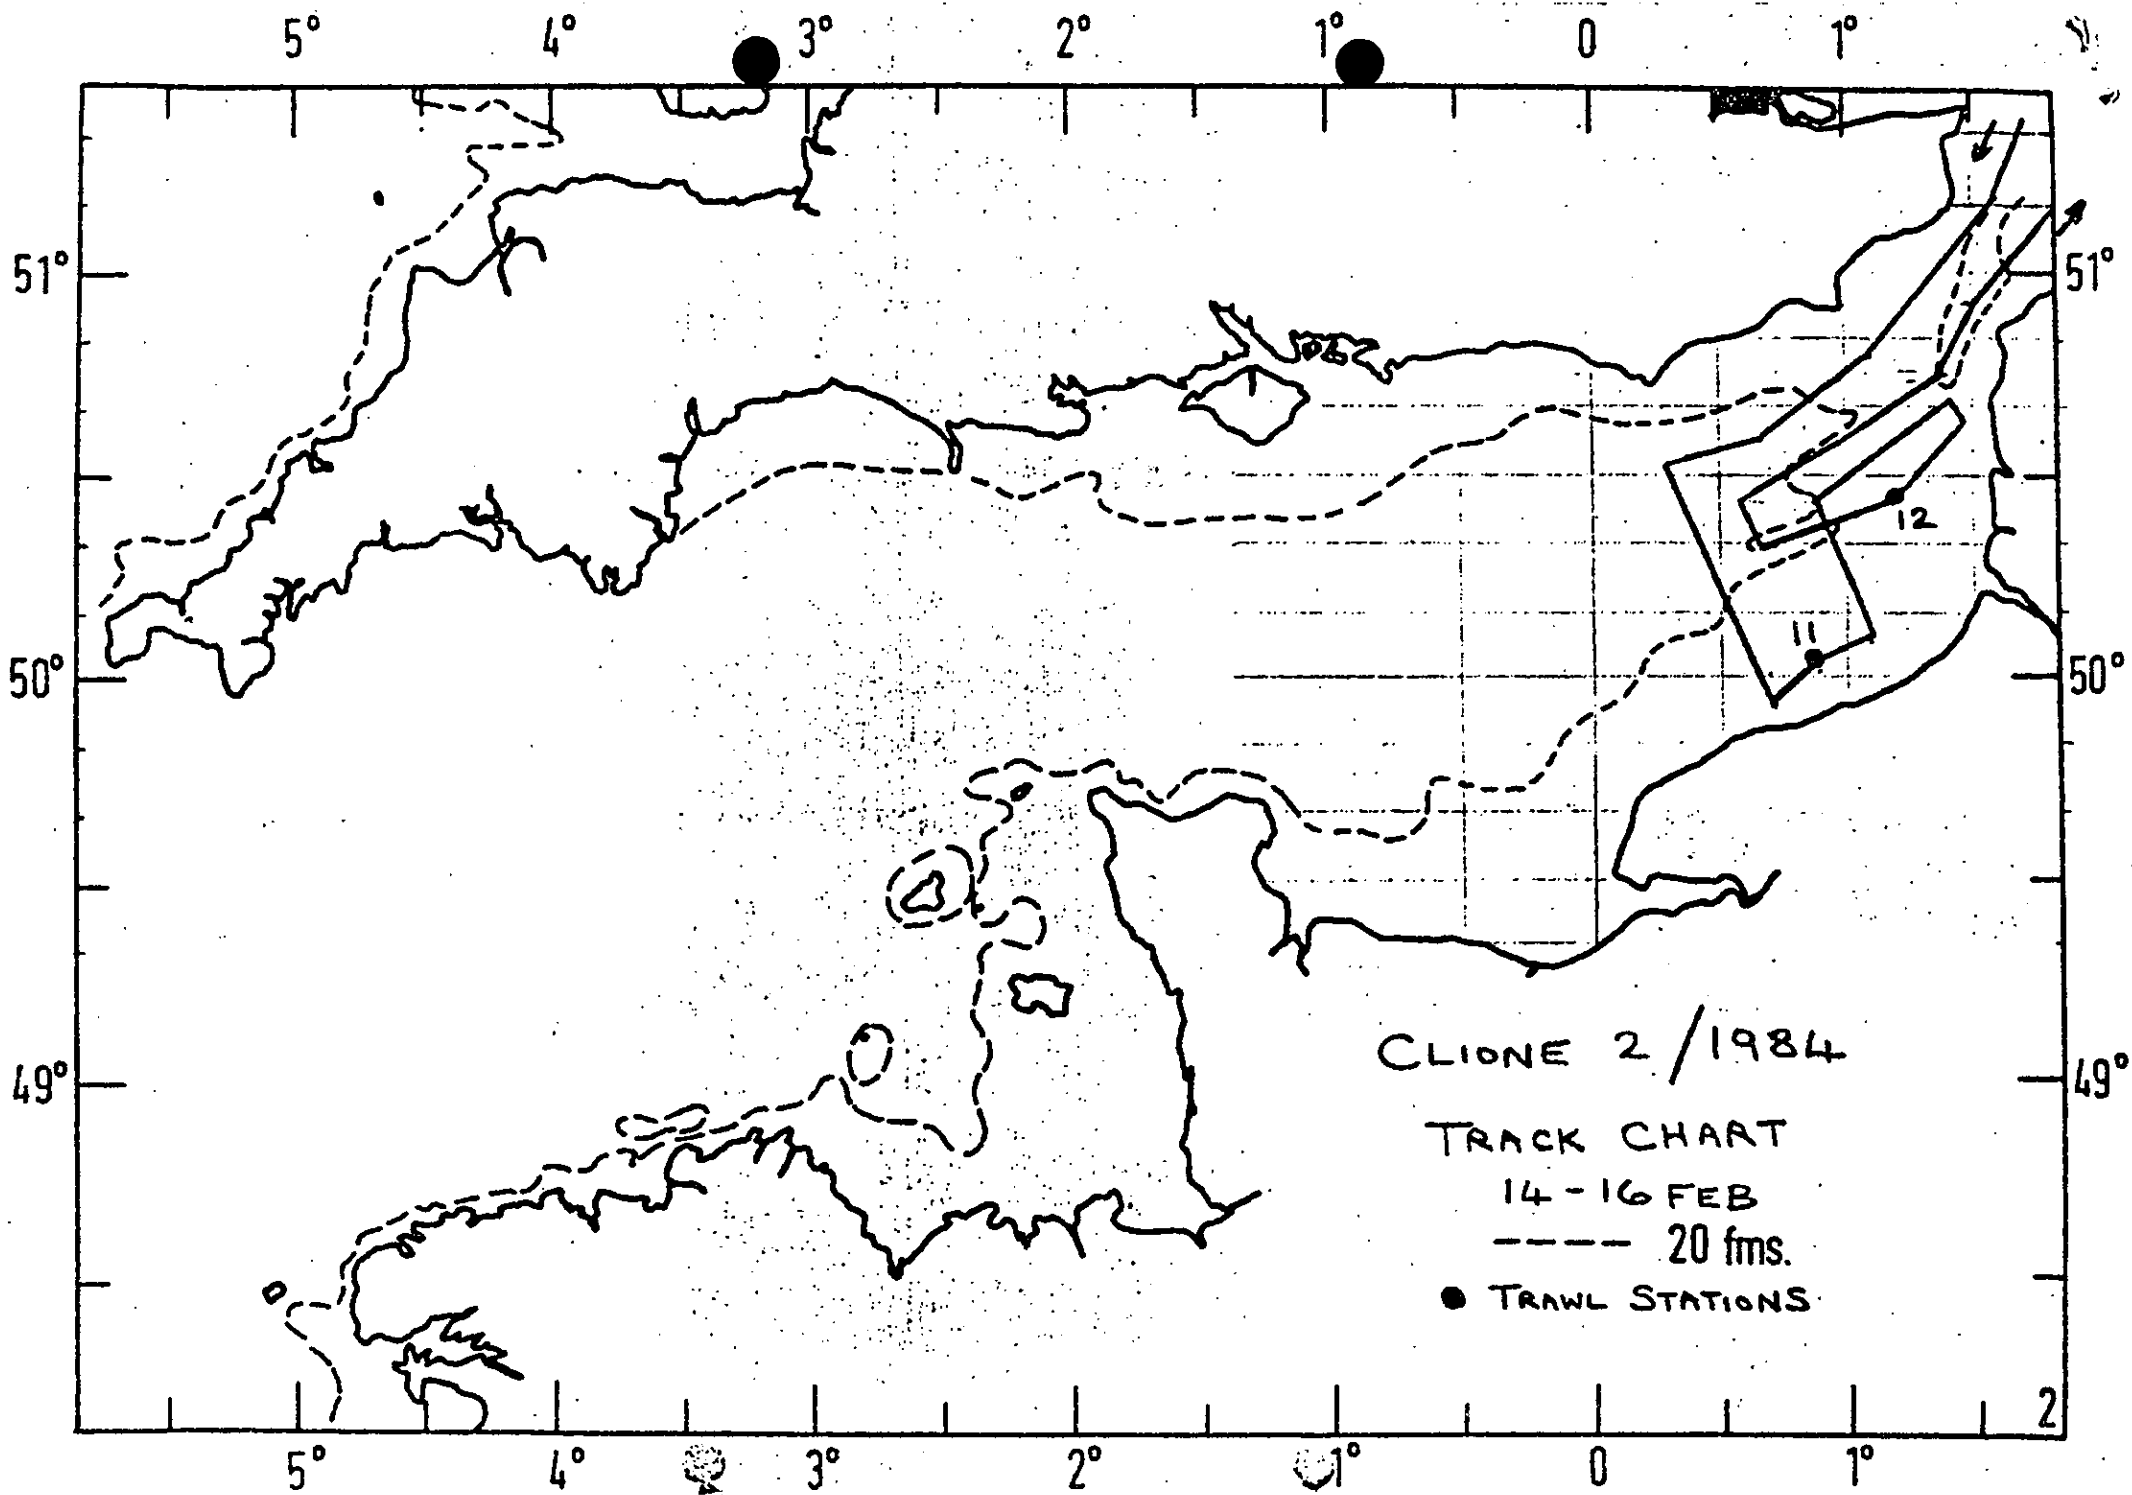 5° 4° 3° 2° 1° 0 1°
51° 51°
12
11
50° 50°
CLIONE 2/1984
49° 49°
TRACK CHART
14-16 FEB
----- 20 fms.
● TRAWL STATIONS
2
5° 4° 3° 2° 1° 0 1°